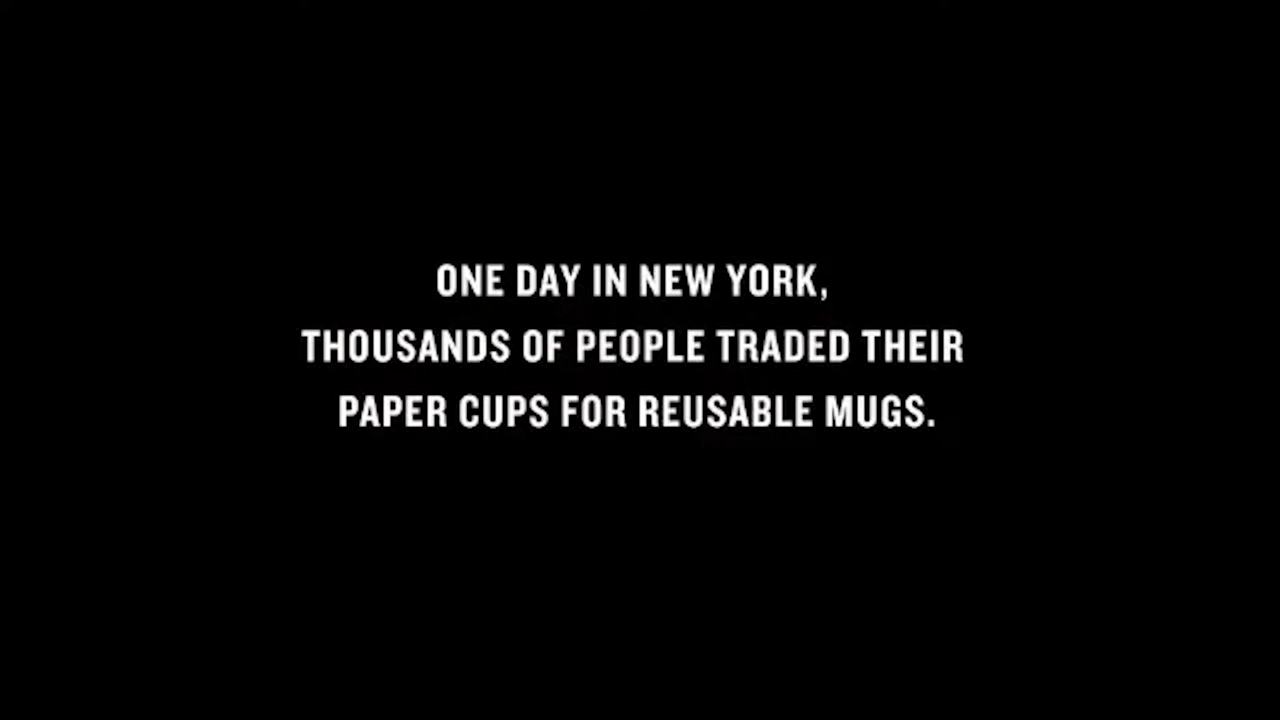 ONE DAY IN NEW YORK,
THOUSANDS OF PEOPLE TRADED THEIR
PAPER CUPS FOR REUSABLE MUGS.